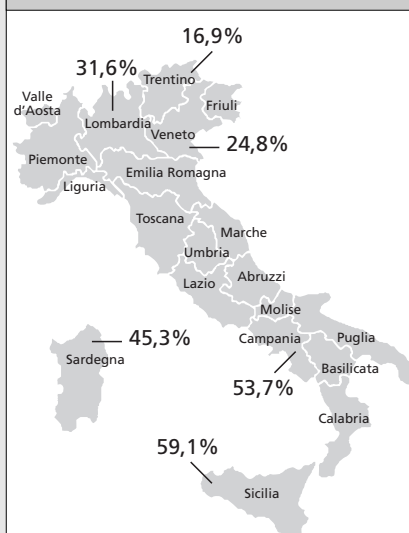 16,9%
31,6%
Trentino
Valle
d'Aosta
Friuli
Lombardia
Veneto
24,8%
Piemonte
Emilia Romagna
Liguria
Toscana
Marche
Umbria
Lazio
Abruzzi
Molise
45,3%
Campania
Puglia
Sardegna
Basilicata
53,7%
Calabria
59,1%
Sicilia